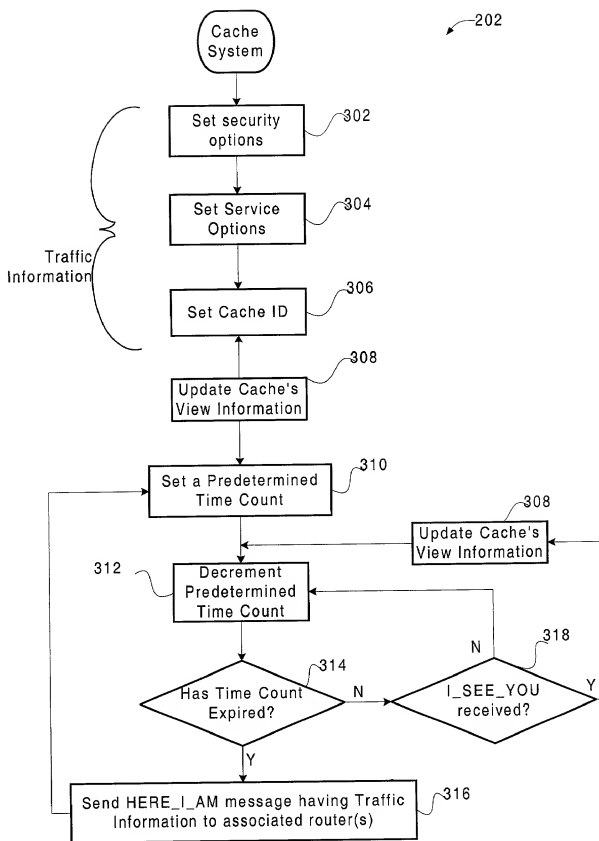 Cache
System
202
Set security
options
302
Set Service
Options
304
Traffic
Information
Set Cache ID
306
308
Update Cache's
View Information
310
Set a Predetermined
Time Count
308
Update Cache's
View Information
312
Decrement
Predetermined
Time Count
318
N
314
Has Time Count
Expired?
N
I_SEE_YOU
received?
Y
Y
Send HERE_I_AM message having Traffic
Information to associated router(s)
316